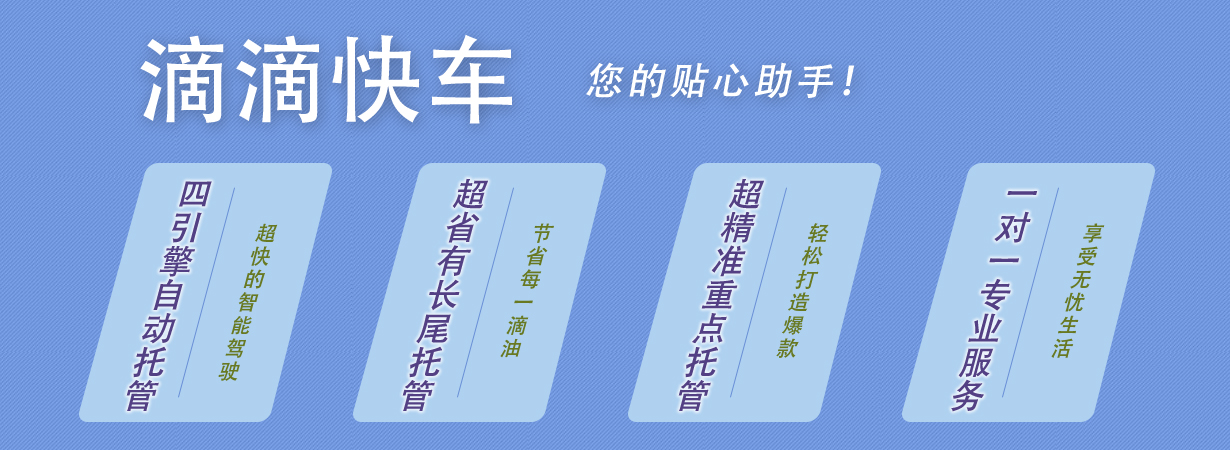 滴滴快车
您的贴心助手!
四引擎自动托管
超快的智能驾驶
超省有长尾托管
节省每一滴油
超精准重点托管
轻松打造爆款
一对一专业服务
享受无忧生活